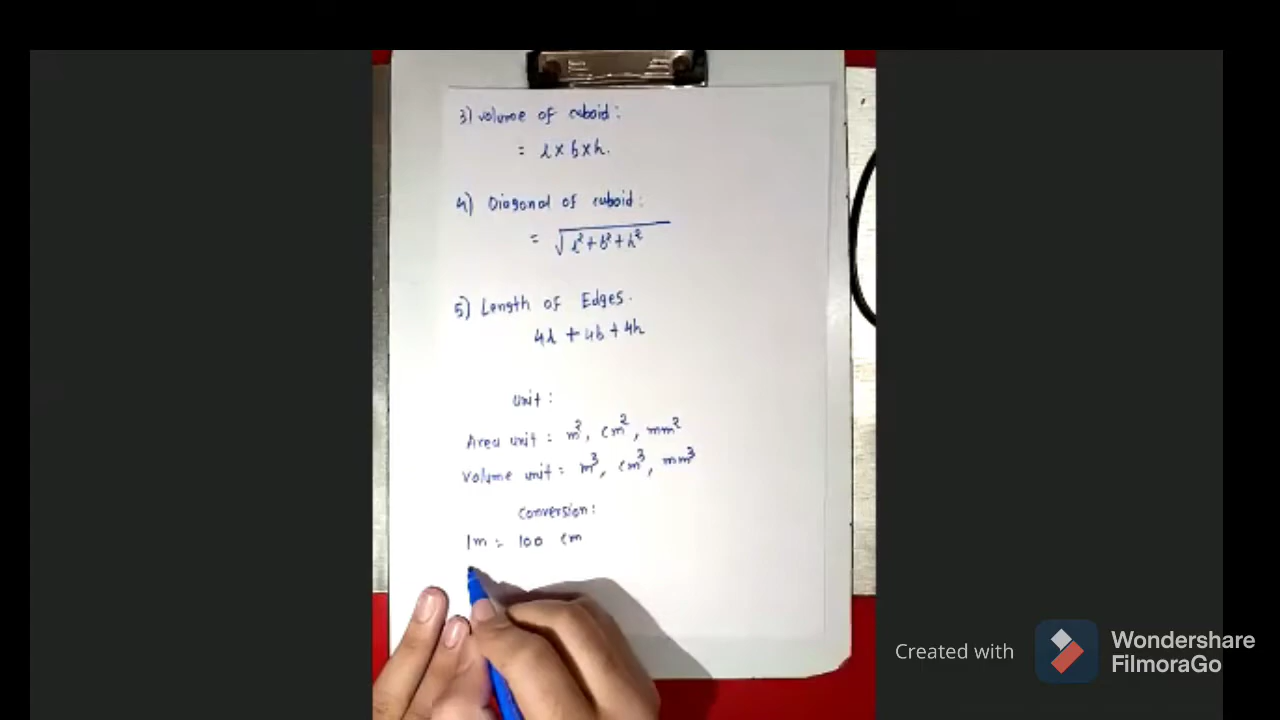 3) Volume of cuboid:
= l × b × h.
4) Diagonal of cuboid:
= √l²+b²+h²
5) Length of Edges.
4l + 4b + 4h
unit:
Area unit = m², cm², mm²
Volume unit = m³, cm³, mm³
conversion:
1m = 100 cm
Created with Wondershare FilmoraGo